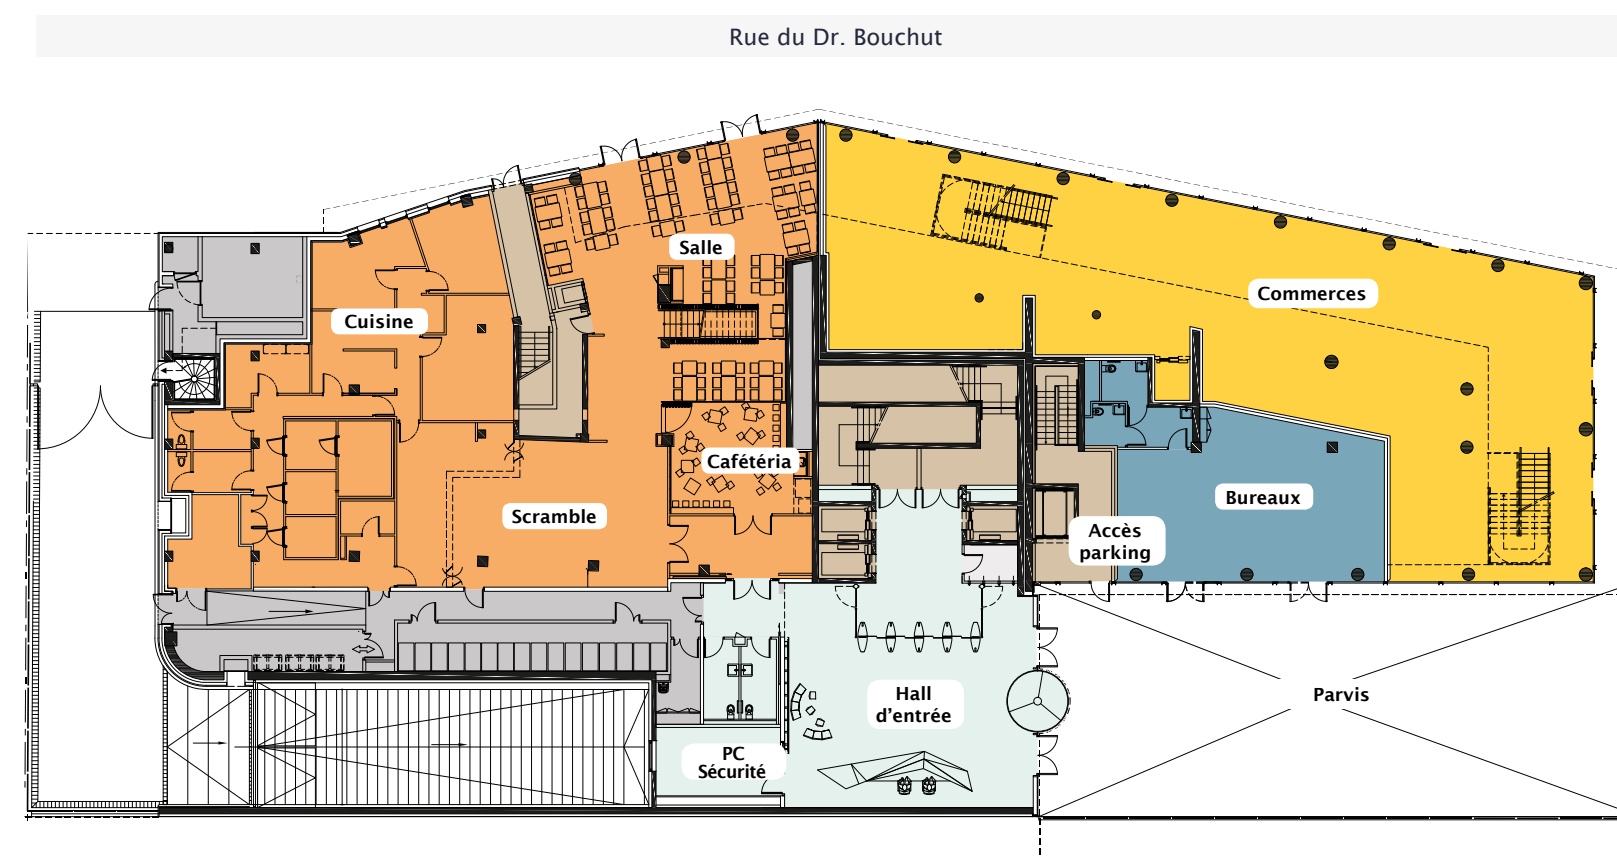 Rue du Dr. Bouchut
Salle
Commerces
Cuisine
Cafétéria
Bureaux
Scramble
Accès
parking
Hall
d’entrée
Parvis
PC
Sécurité